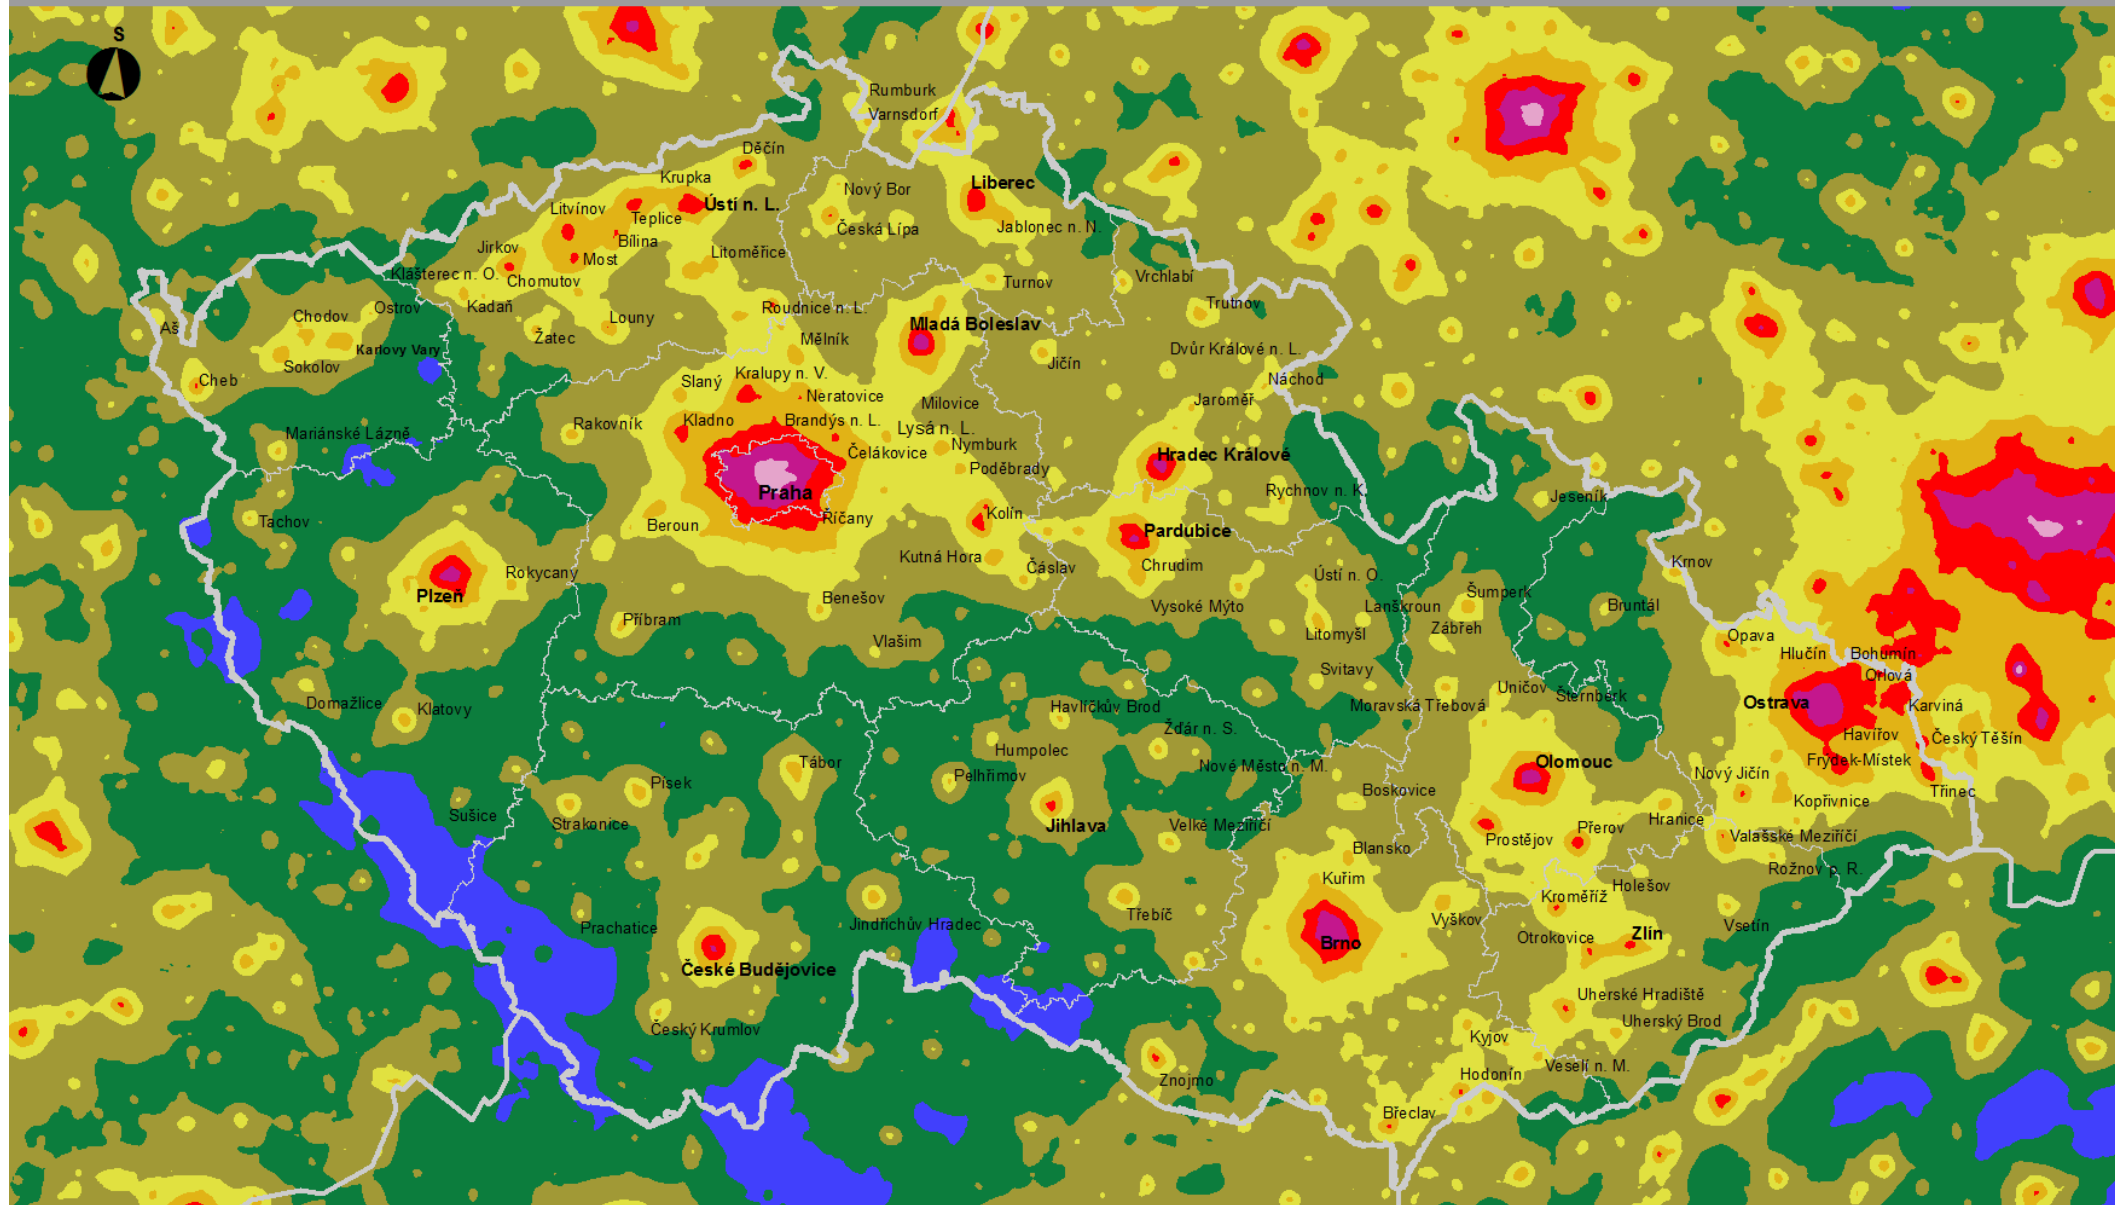 S
Rumburk
Varnsdorf
Děčín
Krupka
Nový Bor
Liberec
Litvínov
Teplice
Ústí n. L.
Česká Lípa
Jablonec n. N.
Jirkov
Bílina
Most
Litoměřice
Klášterec n. O.
Chomutov
Turnov
Vrchlabí
Kadaň
Ostrov
Chodov
Roudnice n. L.
Trutnov
Aš
Louny
Žatec
Mladá Boleslav
Mělník
Karlovy Vary
Sokolov
Jičín
Dvůr Králové n. L.
Cheb
Slaný
Kralupy n. V.
Náchod
Neratovice
Milovice
Jaroměř
Rakovník
Kladno
Brandýs n. L.
Lysá n. L.
Mariánské Lázně
Nymburk
Čelákovice
Hradec Králové
Poděbrady
Praha
Rychnov n. K.
Jeseník
Tachov
Beroun
Říčany
Kolín
Pardubice
Kutná Hora
Čáslav
Chrudim
Krnov
Rokycany
Ústí n. O.
Plzeň
Benešov
Vysoké Mýto
Lanškroun
Šumperk
Bruntál
Příbram
Litomyšl
Zábřeh
Vlašim
Opava
Hlučín
Bohumín
Svitavy
Orlová
Uničov
Šternberk
Domažlice
Klatovy
Havlíčkův Brod
Moravská Třebová
Ostrava
Karviná
Žďár n. S.
Havířov
Český Těšín
Humpolec
Tábor
Nové Město n. M.
Olomouc
Frýdek-Místek
Pelhřimov
Písek
Nový Jičín
Boskovice
Kopřivnice
Třinec
Sušice
Strakonice
Jihlava
Velké Meziříčí
Hranice
Přerov
Prostějov
Valašské Meziříčí
Blansko
Rožnov p. R.
Kuřim
Holešov
Kroměříž
Třebíč
Vyškov
Jindřichův Hradec
Prachatice
Vsetín
Otrokovice
Zlín
Brno
České Budějovice
Uherské Hradiště
Český Krumlov
Uherský Brod
Kyjov
Veselí n. M.
Znojmo
Hodonín
Břeclav